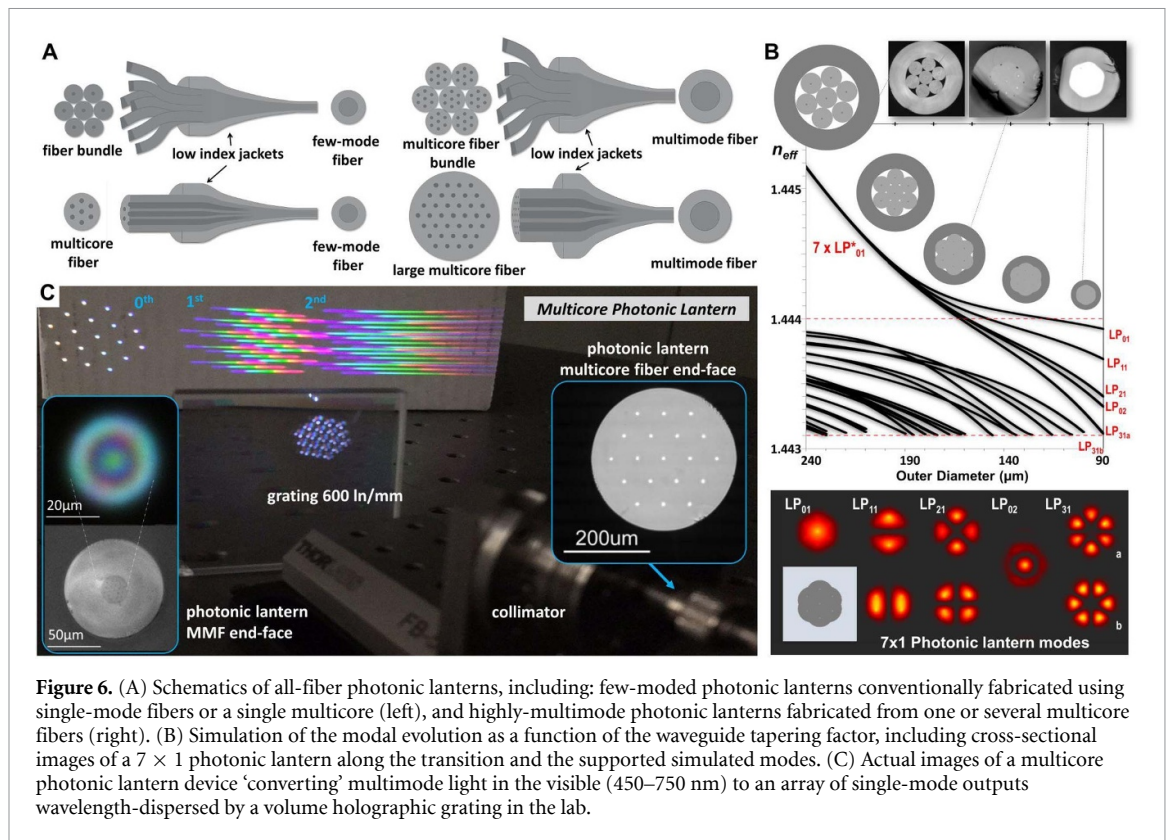 A
fiber bundle
low index jackets
few-mode
fiber
multicore
fiber
few-mode
fiber
multicore fiber
bundle
low index jackets
multimode fiber
large multicore fiber
multimode fiber
B
n_eff
1.445
1.444
1.443
7 x LP*01
LP01
LP11
LP21
LP02
LP31a
LP31b
240
190
140
90
Outer Diameter (µm)
LP01
LP11
LP21
LP02
LP31
a
b
7x1 Photonic lantern modes
C
0th
1st
2nd
Multicore Photonic Lantern
photonic lantern
multicore fiber end-face
200um
grating 600 ln/mm
20µm
50µm
photonic lantern
MMF end-face
collimator
Figure 6. (A) Schematics of all-fiber photonic lanterns, including: few-moded photonic lanterns conventionally fabricated using
single-mode fibers or a single multicore (left), and highly-multimode photonic lanterns fabricated from one or several multicore
fibers (right). (B) Simulation of the modal evolution as a function of the waveguide tapering factor, including cross-sectional
images of a 7 × 1 photonic lantern along the transition and the supported simulated modes. (C) Actual images of a multicore
photonic lantern device ‘converting’ multimode light in the visible (450–750 nm) to an array of single-mode outputs
wavelength-dispersed by a volume holographic grating in the lab.